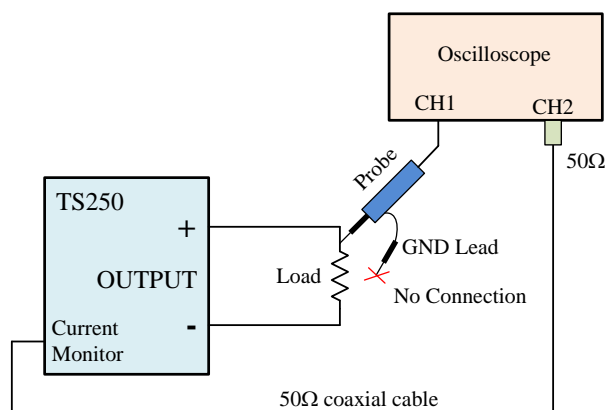 Oscilloscope
CH1
CH2
50Ω
Probe
TS250
+
GND Lead
OUTPUT
Load
No Connection
-
Current
Monitor
50Ω coaxial cable